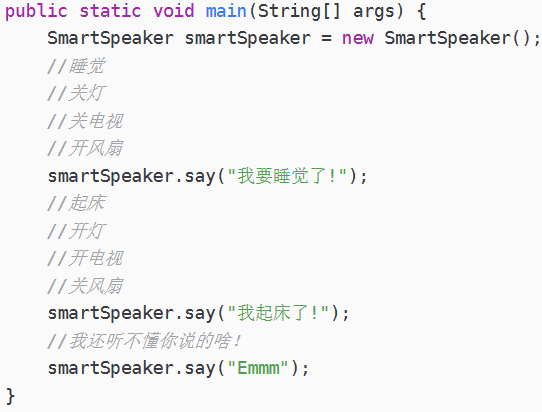 public static void main(String[] args) {
    SmartSpeaker smartSpeaker = new SmartSpeaker();
    //睡觉
    //关灯
    //关电视
    //开风扇
    smartSpeaker.say("我要睡觉了!");
    //起床
    //开灯
    //开电视
    //关风扇
    smartSpeaker.say("我起床了!");
    //我还听不懂你说的啥！
    smartSpeaker.say("Emmm");
}